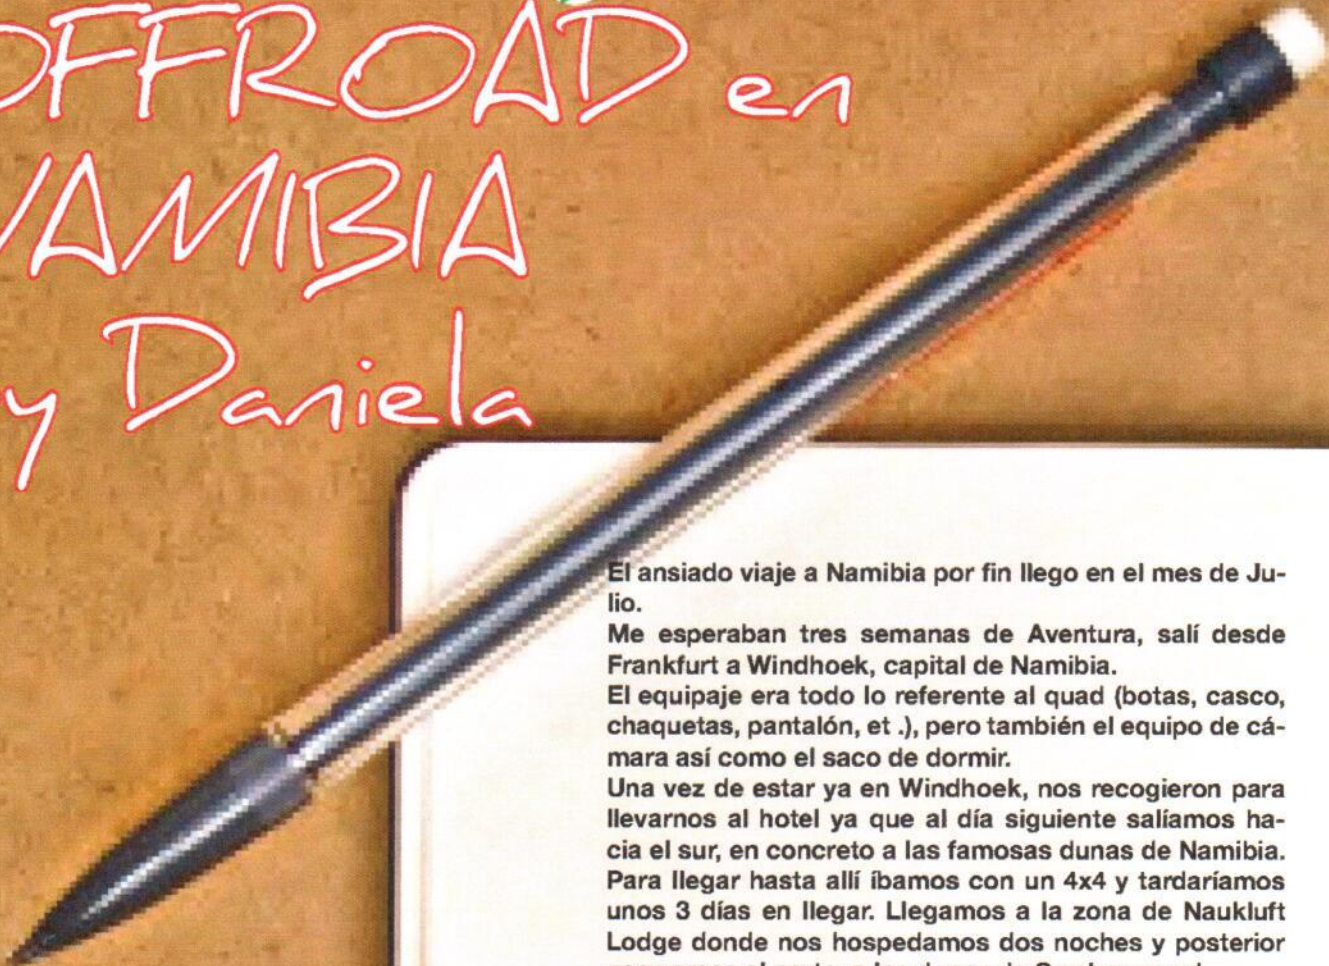 OFFROAD en
NAMIBIA
y Daniela
El ansiado viaje a Namibia por fin llego en el mes de Ju-
lio.
Me esperaban tres semanas de Aventura, salí desde
Frankfurt a Windhoek, capital de Namibia.
El equipaje era todo lo referente al quad (botas, casco,
chaquetas, pantalón, et .), pero también el equipo de cá-
mara así como el saco de dormir.
Una vez de estar ya en Windhoek, nos recogieron para
llevarnos al hotel ya que al día siguiente salíamos ha-
cia el sur, en concreto a las famosas dunas de Namibia.
Para llegar hasta allí íbamos con un 4x4 y tardaríamos
unos 3 días en llegar. Llegamos a la zona de Naukluft
Lodge donde nos hospedamos dos noches y posterior